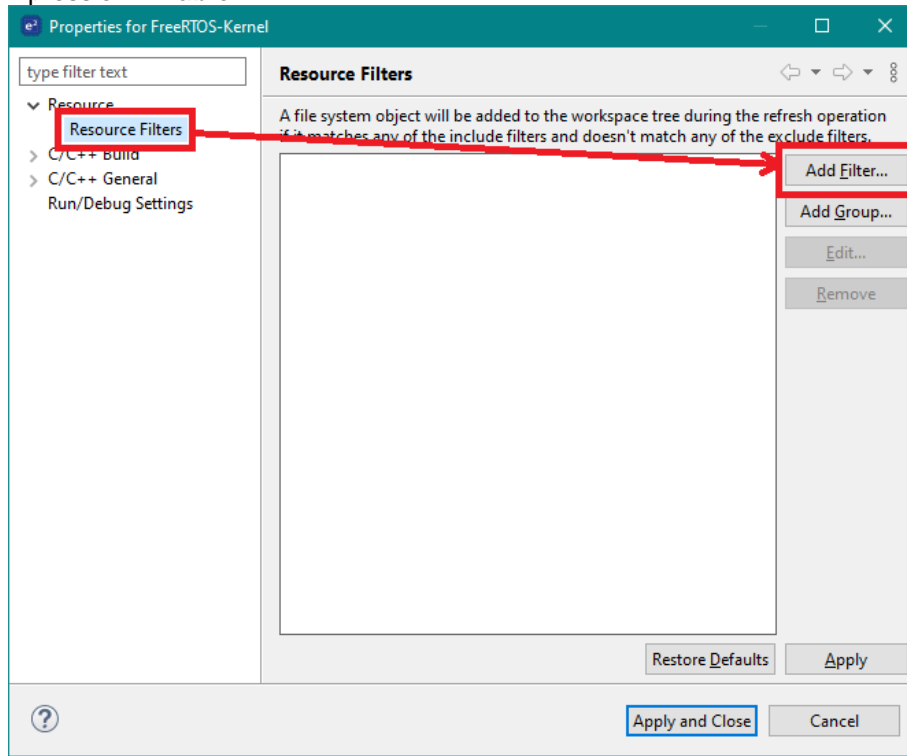 Properties for FreeRTOS-Kernel
type filter text
Resource
Resource Filters
C/C++ Build
C/C++ General
Run/Debug Settings
Resource Filters
A file system object will be added to the workspace tree during the refresh operation
if it matches any of the include filters and doesn't match any of the exclude filters.
Add Filter...
Add Group...
Edit...
Remove
Restore Defaults
Apply
Apply and Close
Cancel